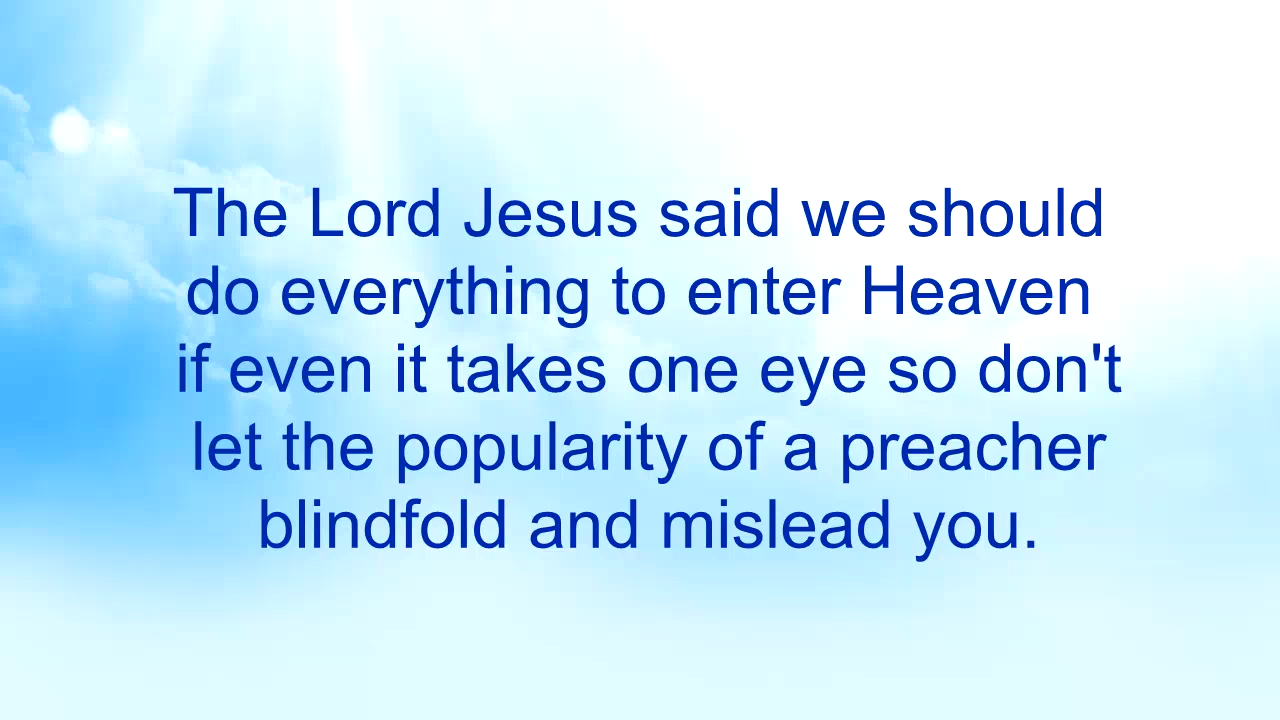 The Lord Jesus said we should
do everything to enter Heaven
if even it takes one eye so don't
let the popularity of a preacher
blindfold and mislead you.